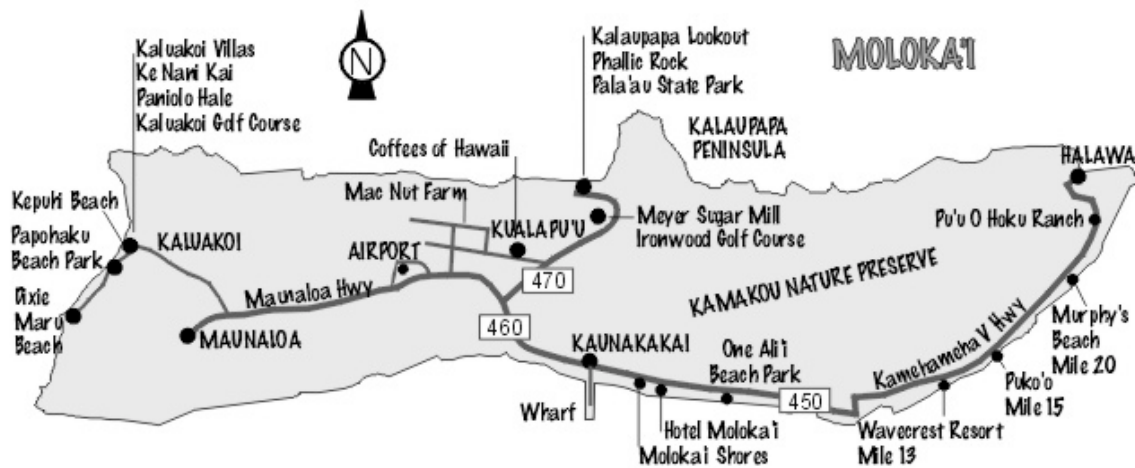 Kaluakoi Villas
Ke Nani Kai
Paniolo Hale
Kaluakoi Golf Course
N
Kalaupapa Lookout
Phallic Rock
Pala'au State Park
MOLOKA'I
KALAUPAPA
PENINSULA
Coffees of Hawaii
HALAWA
Mac Nut Farm
Kepuhi Beach
KUALAPU'U
Meyer Sugar Mill
Ironwood Golf Course
Pu'u O Hoku Ranch
Papohaku
Beach Park
KALUAKOI
AIRPORT
470
KAMAKOU NATURE PRESERVE
Maunaloa Hwy
Dixie
Maru
Beach
MAUNALOA
460
KAUNAKAKAI
One Ali'i
Beach Park
Kamehameha V Hwy
Murphy's
Beach
Mile 20
Puko'o
Mile 15
Wharf
450
Hotel Moloka'i
Molokai Shores
Wavecrest Resort
Mile 13